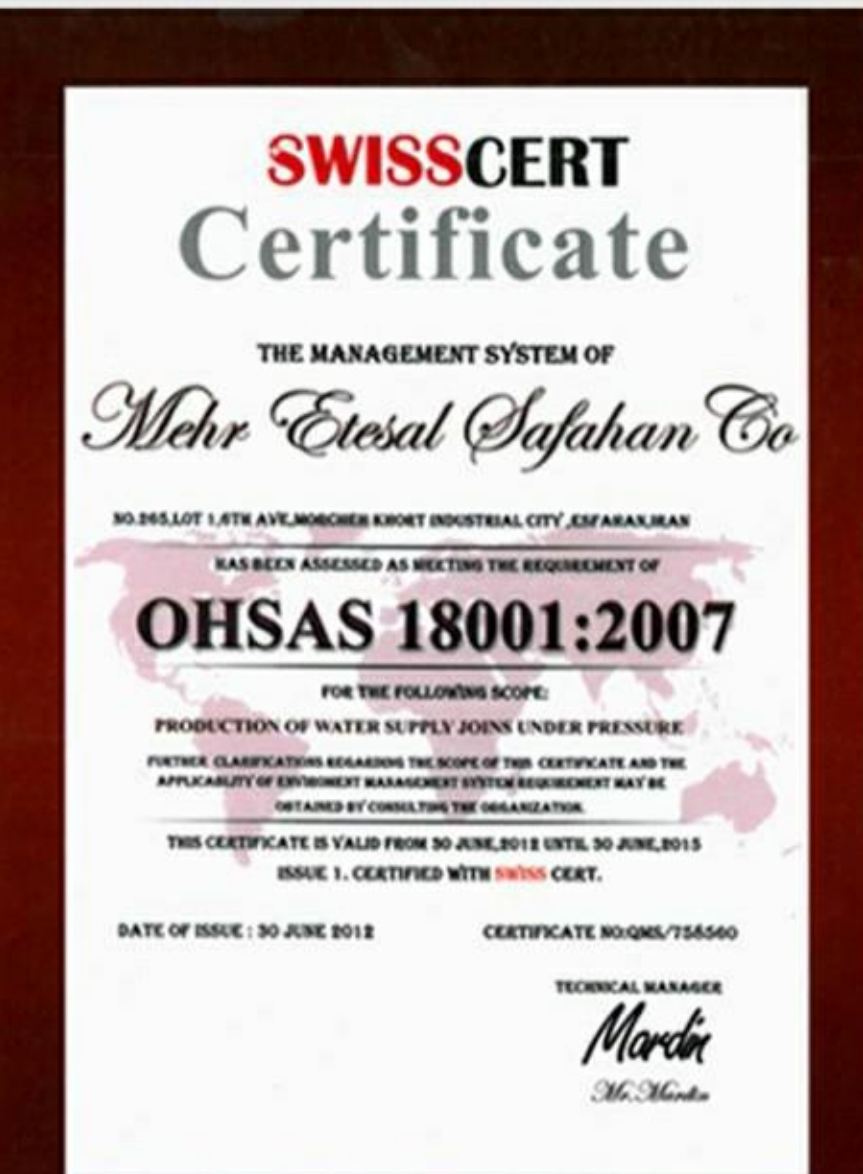 SWISSCERT
Certificate
THE MANAGEMENT SYSTEM OF
Mehr Etesal Safahan Co
NO.265,LOT 1,6TH AVE,MORCHEH KHORT INDUSTRIAL CITY ,ESFAHAN,IRAN
HAS BEEN ASSESSED AS MEETING THE REQUIREMENT OF
OHSAS 18001:2007
FOR THE FOLLOWING SCOPE:
PRODUCTION OF WATER SUPPLY JOINS UNDER PRESSURE
FURTHER CLARIFICATIONS REGARDING THE SCOPE OF THIS CERTIFICATE AND THE
APPLICABLITY OF ENVIROMENT MANAGEMENT SYSTEM REQUIREMENT MAY BE
OBTAINED BY CONSULTING THE ORGANIZATION
THIS CERTIFICATE IS VALID FROM 30 JUNE,2012 UNTIL 30 JUNE,2015
ISSUE 1. CERTIFIED WITH SWISS CERT.
DATE OF ISSUE : 30 JUNE 2012
CERTIFICATE NO:QMS/758560
TECHNICAL MANAGER
Mardin
Mr.Mardin